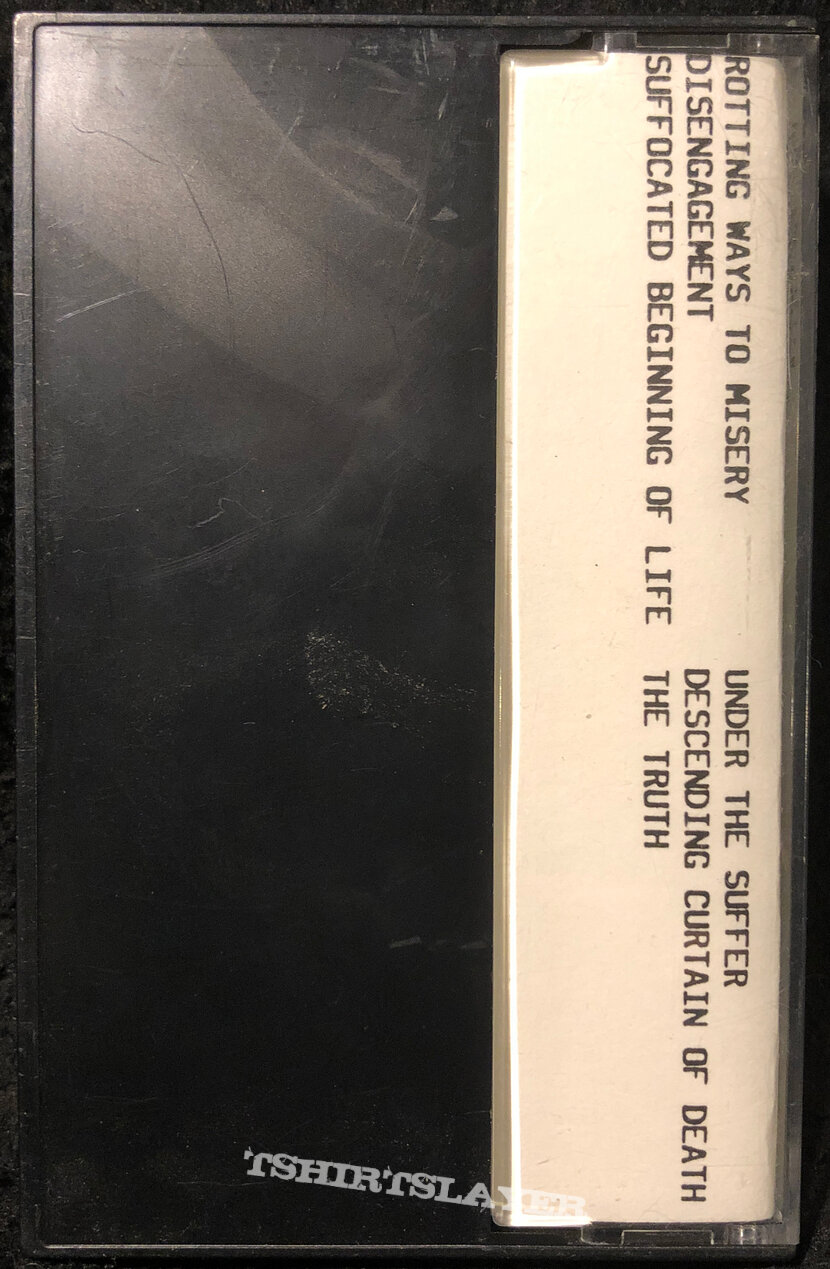 ROTTING WAYS TO MISERY
DISENGAGEMENT
SUFFOCATED BEGINNING OF LIFE
UNDER THE SUFFER
DESCENDING CURTAIN OF DEATH
THE TRUTH
TSHIRTSLAYER